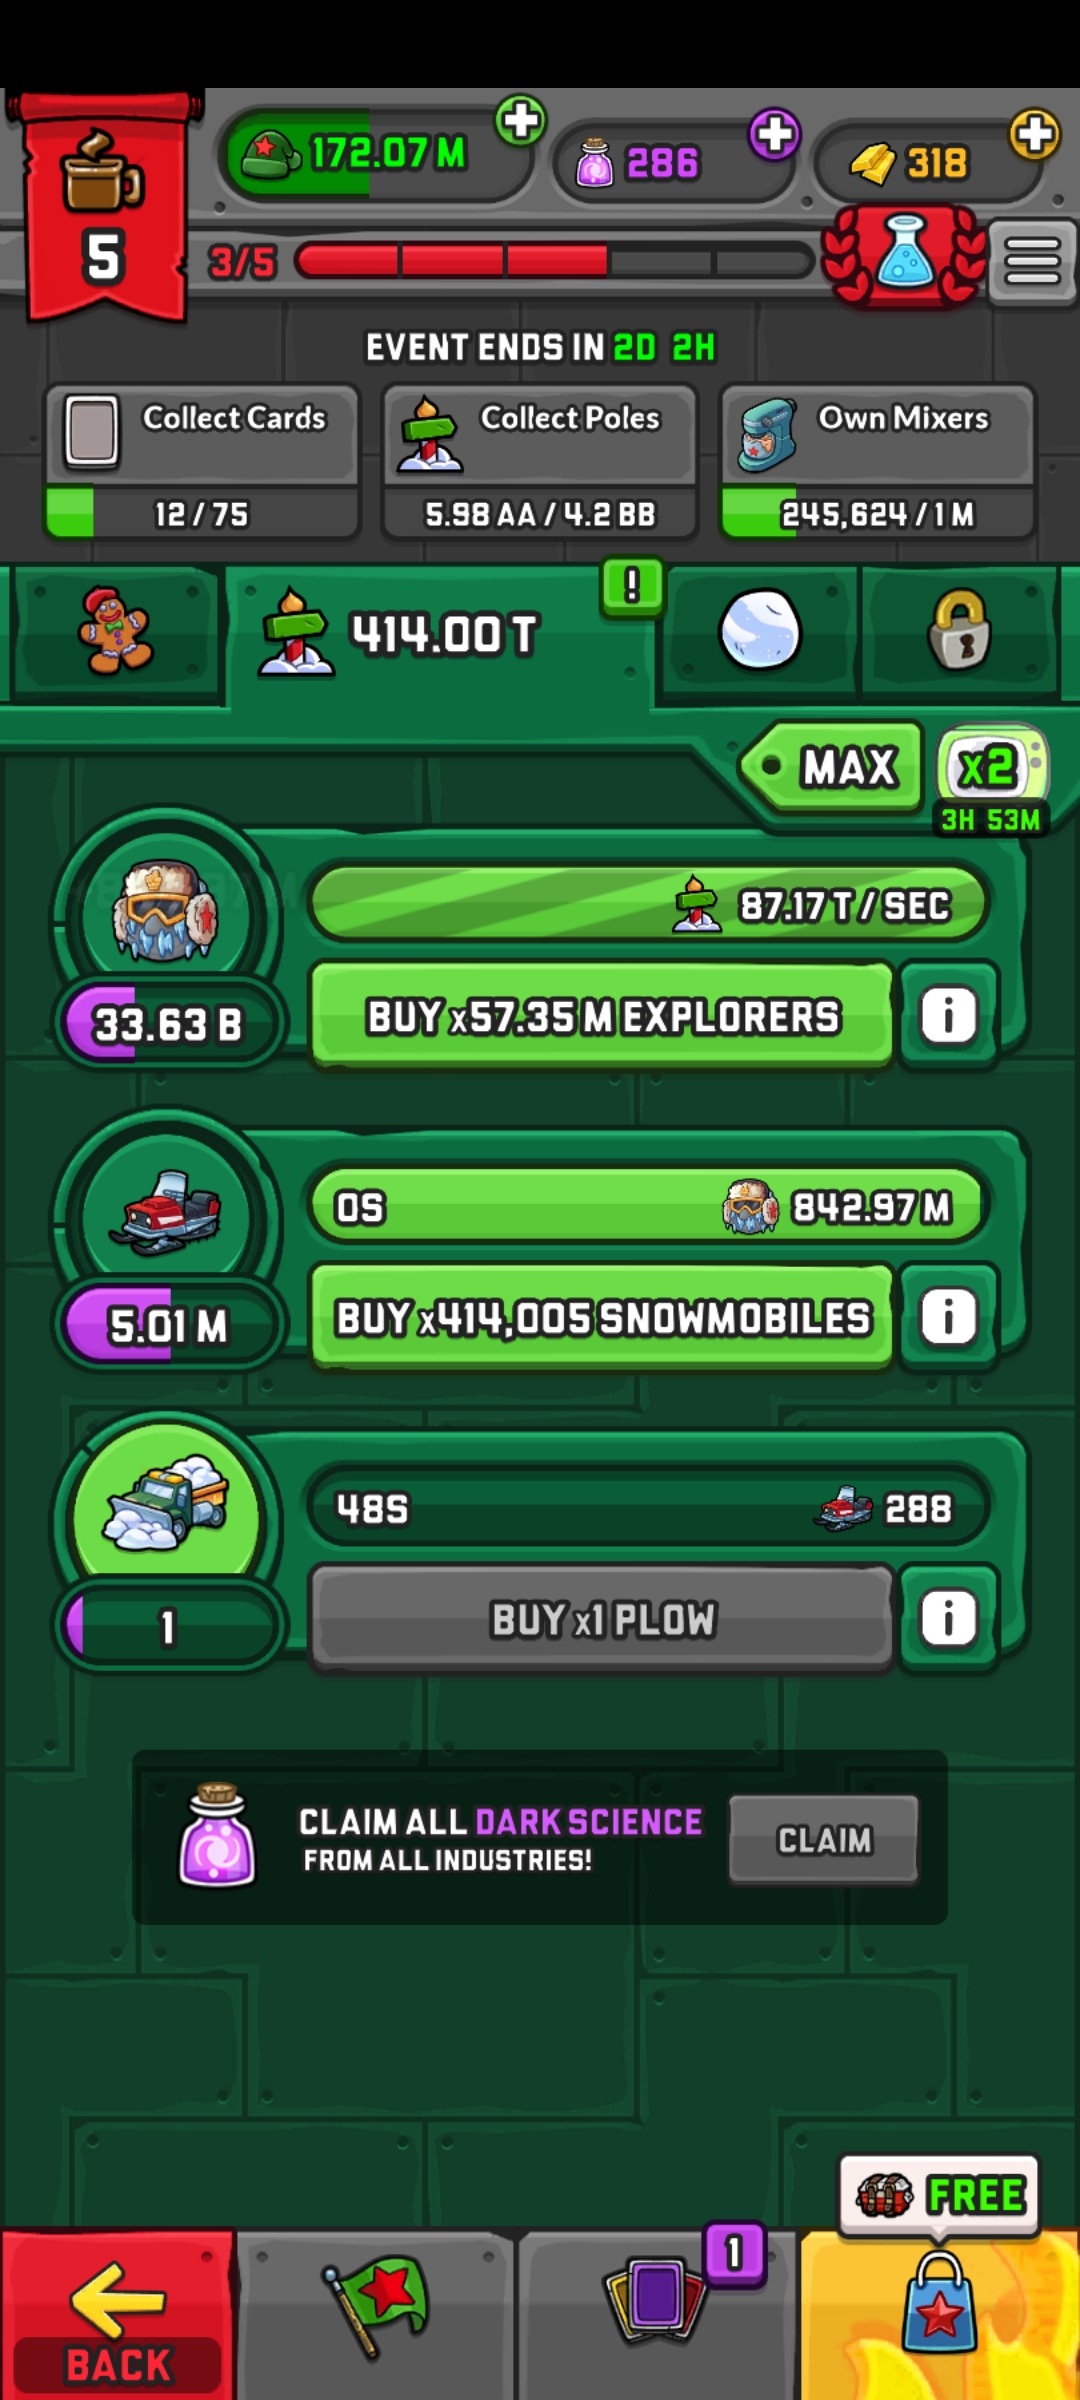 172.07 M
286
318
5
3/5
EVENT ENDS IN 2D 2H
Collect Cards
Collect Poles
Own Mixers
12 / 75
5.98 AA / 4.2 BB
245,624 / 1 M
!
414.00 T
MAX
x2
3H 53M
87.17 T / SEC
33.63 B
BUY x57.35 M EXPLORERS
i
0S
842.97 M
5.01 M
BUY x414,005 SNOWMOBILES
i
48S
288
1
BUY x1 PLOW
i
CLAIM ALL DARK SCIENCE
FROM ALL INDUSTRIES!
CLAIM
FREE
1
BACK